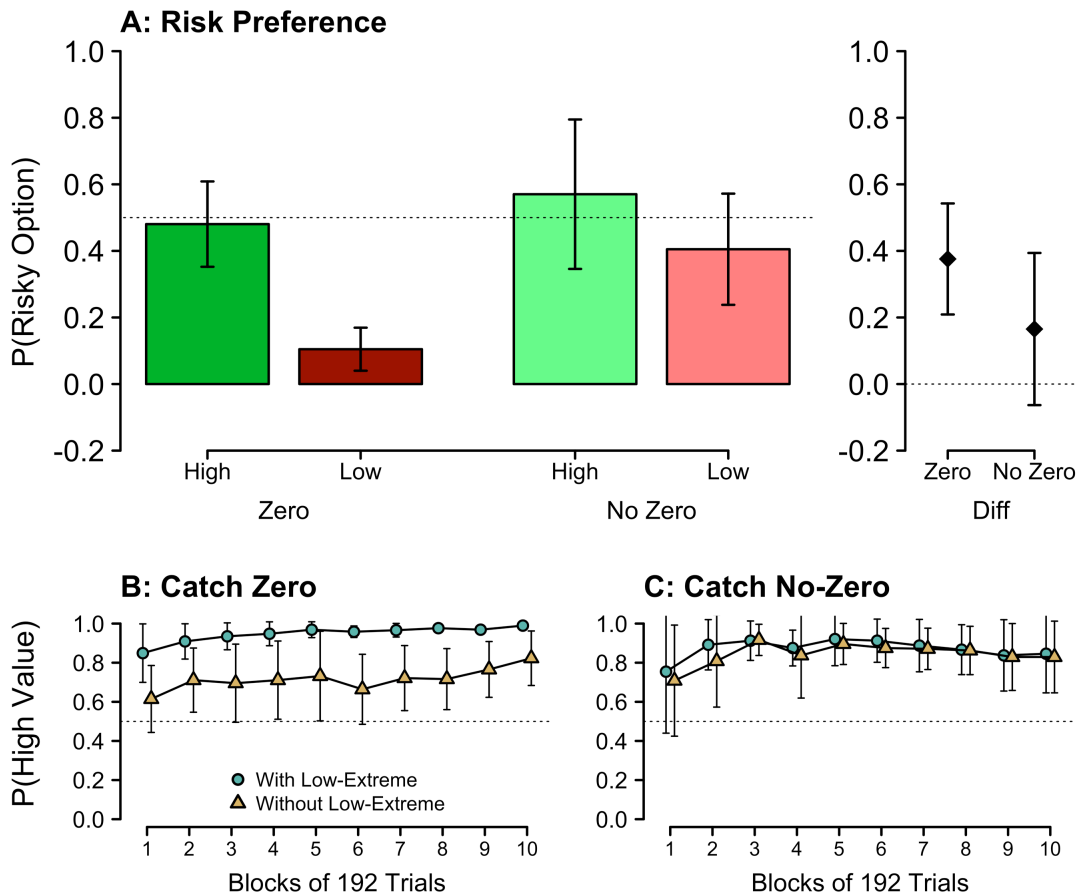 A: Risk Preference
P(Risky Option)
1.0
0.8
0.6
0.4
0.2
0.0
-0.2
High
Low
High
Low
Zero
No Zero
1.0
0.8
0.6
0.4
0.2
0.0
-0.2
Zero
No Zero
Diff
B: Catch Zero
P(High Value)
1.0
0.8
0.6
0.4
0.2
0.0
With Low-Extreme
Without Low-Extreme
1 2 3 4 5 6 7 8 9 10
Blocks of 192 Trials
C: Catch No-Zero
1.0
0.8
0.6
0.4
0.2
0.0
1 2 3 4 5 6 7 8 9 10
Blocks of 192 Trials